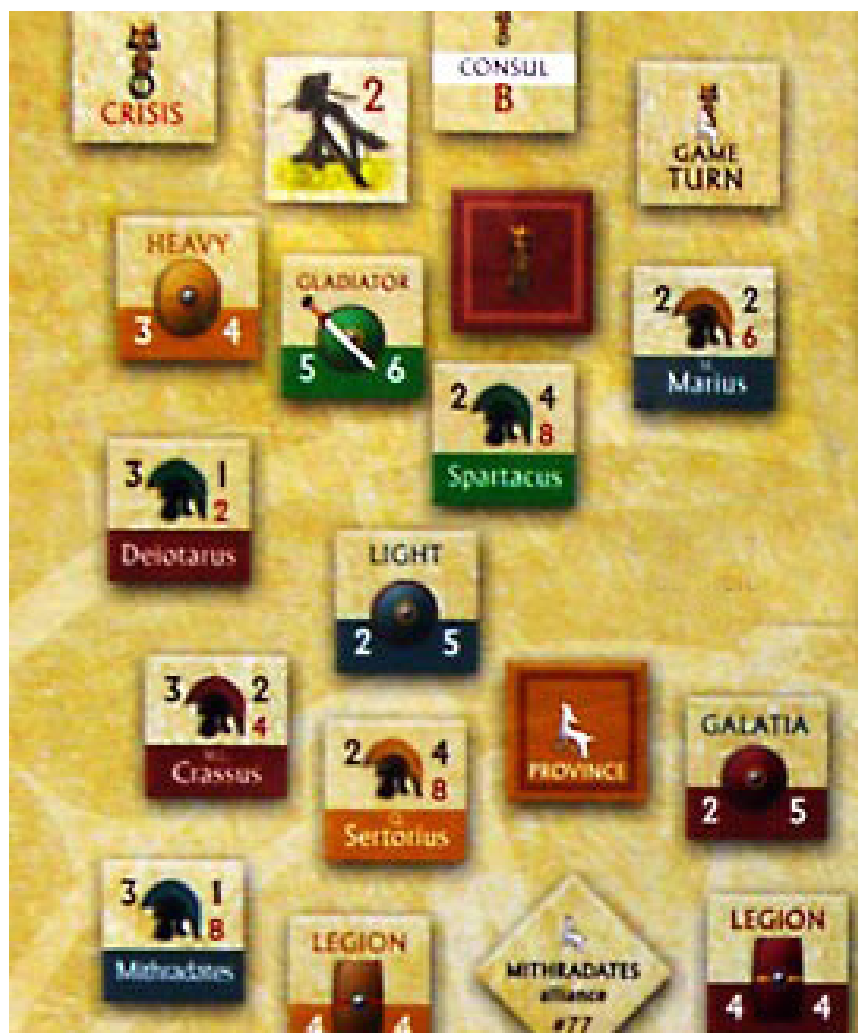 CRISIS
2
CONSUL
B
GAME
TURN
HEAVY
3 4
GLADIATOR
5 6
2 2
6
Marius
2 4
8
Spartacus
3 1
2
Deiotarus
LIGHT
2 5
3 2
4
Crassus
2 4
8
Sertorius
PROVINCE
GALATIA
2 5
3 1
8
Mithradates
LEGION
4 4
MITHRADATES
alliance
#77
LEGION
4 4